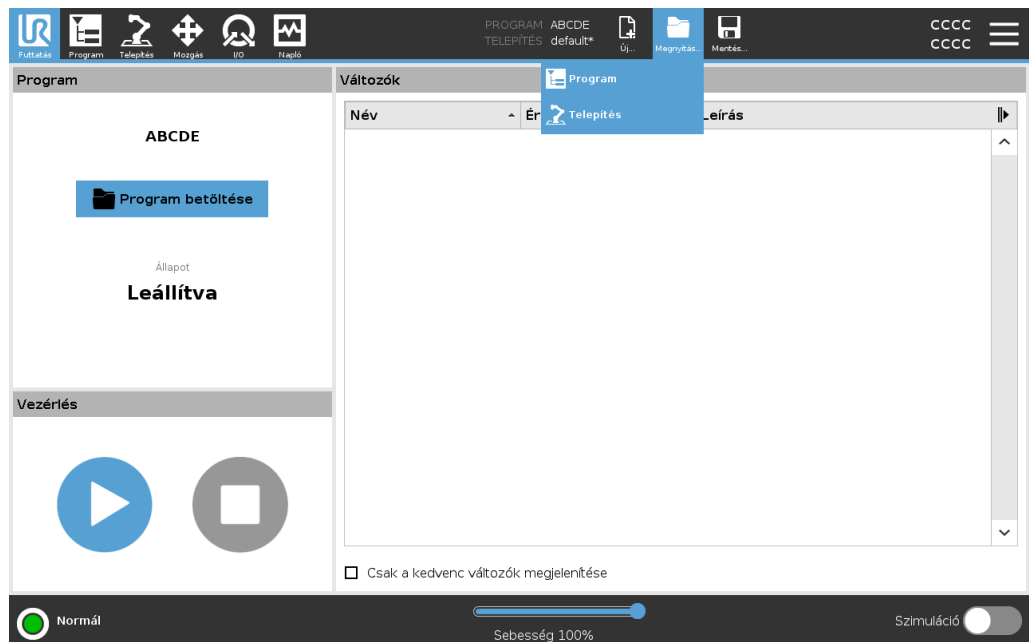 Futtatás
Program
Telepítés
Mozgás
I/O
Napló
PROGRAM ABCDE
TELEPÍTÉS default*
Új...
Megnyitás...
Mentés...
CCCC
CCCC
Program
Telepítés
Program
ABCDE
Program betöltése
Állapot
Leállítva
Vezérlés
Változók
Név
Ér
Leírás
Csak a kedvenc változók megjelenítése
Normál
Sebesség 100%
Szimuláció